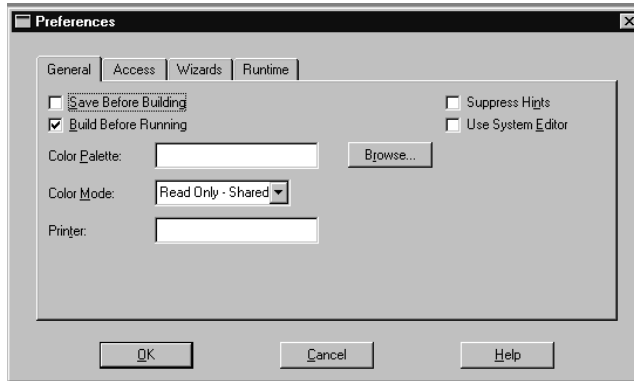 Preferences
General Access Wizards Runtime
Save Before Building
Suppress Hints
Build Before Running
Use System Editor
Color Palette:
Browse...
Color Mode: Read Only - Shared
Printer:
OK Cancel Help